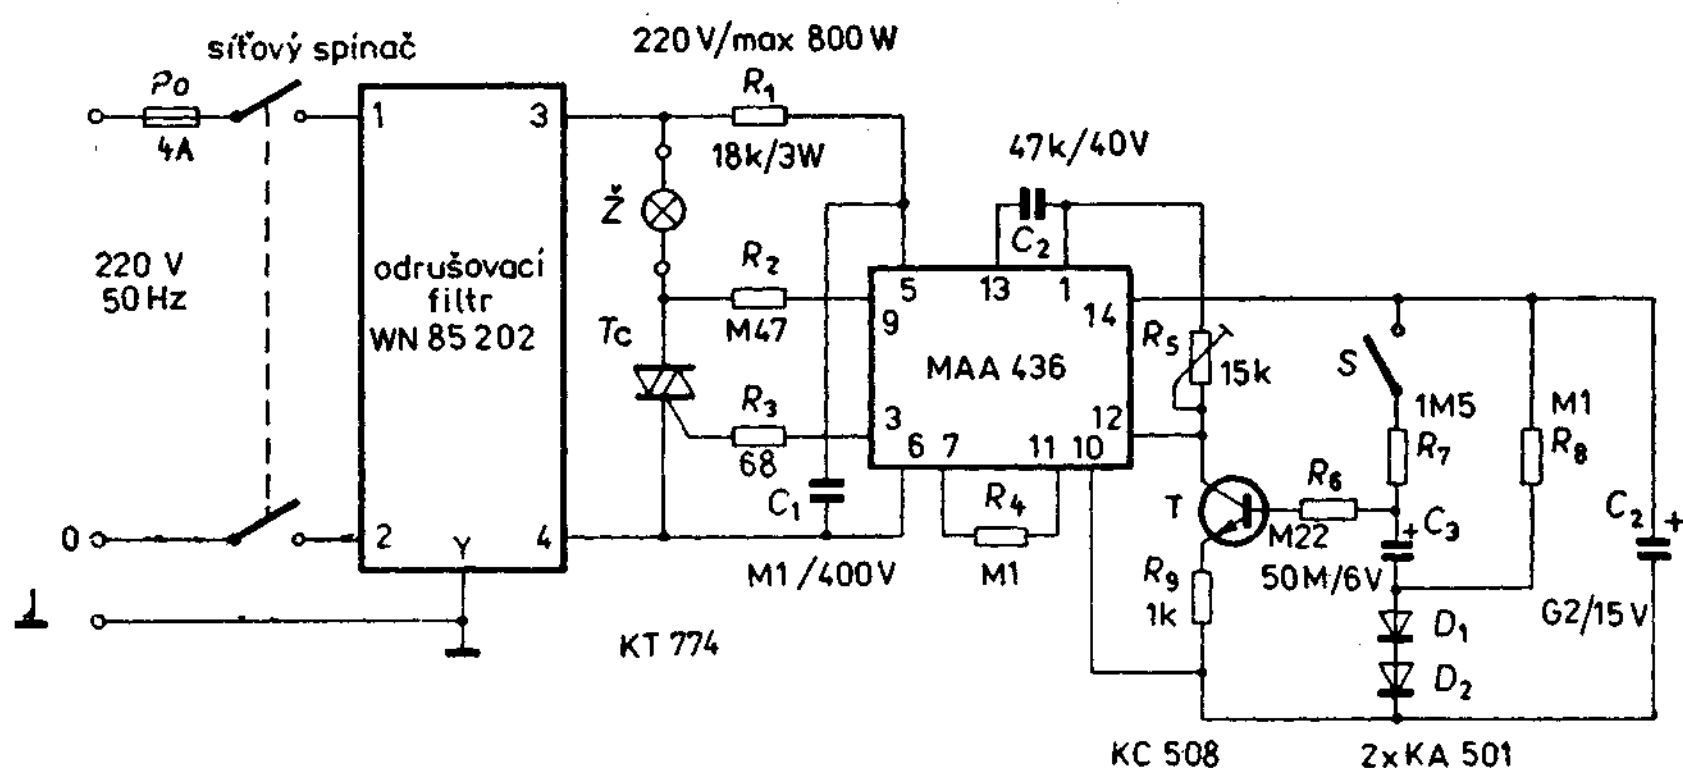 síťový spínač
220 V/max 800 W
Po
4A
1
3
R1
18k/3W
47k/40V
Ž
C2
220 V
50 Hz
odrušovací
filtr
WN 85 202
R2
M47
5
13
1
9
14
Tc
MAA 436
R5
15k
S
1M5
M1
R3
68
3
12
6
7
11
10
R7
R8
C1
R4
T
R6
M22
C3
+
C2
+
0
2
Y
4
M1/400V
M1
R9
1k
50M/6V
G2/15V
D1
D2
KT 774
KC 508
2xKA 501